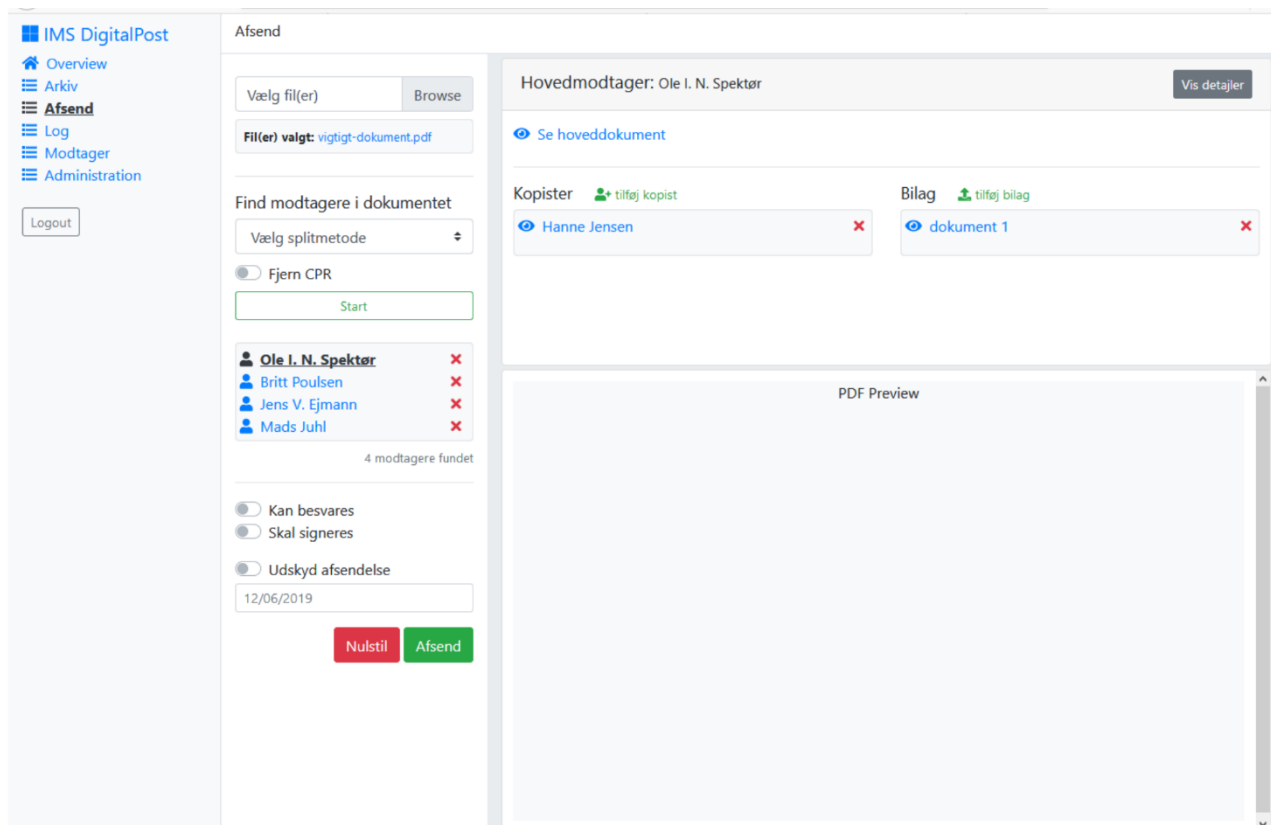 IMS DigitalPost
Overview
Arkiv
Afsend
Log
Modtager
Administration
Logout
Afsend
Vælg fil(er) Browse
Fil(er) valgt: vigtigt-dokument.pdf
Find modtagere i dokumentet
Vælg splitmetode
Fjern CPR
Start
Ole I. N. Spektør
Britt Poulsen
Jens V. Ejmann
Mads Juhl
4 modtagere fundet
Kan besvares
Skal signeres
Udskyd afsendelse
12/06/2019
Nulstil Afsend
Hovedmodtager: Ole I. N. Spektør Vis detaljer
Se hoveddokument
Kopister tilføj kopist
Hanne Jensen
Bilag tilføj bilag
dokument 1
PDF Preview